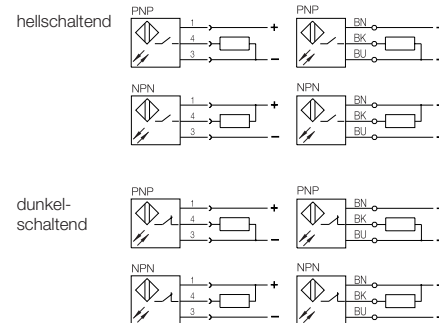 hellschaltend
PNP
1
+
4
3
–
PNP
BN
BK
BU
NPN
1
+
4
3
–
NPN
BN
BK
BU
dunkel-
schaltend
PNP
1
+
4
3
–
PNP
BN
BK
BU
NPN
1
+
4
3
–
NPN
BN
BK
BU